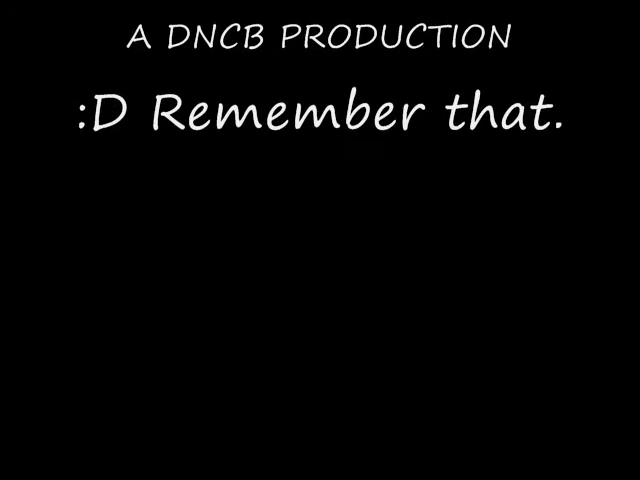 A DNCB PRODUCTION
:D Remember that.